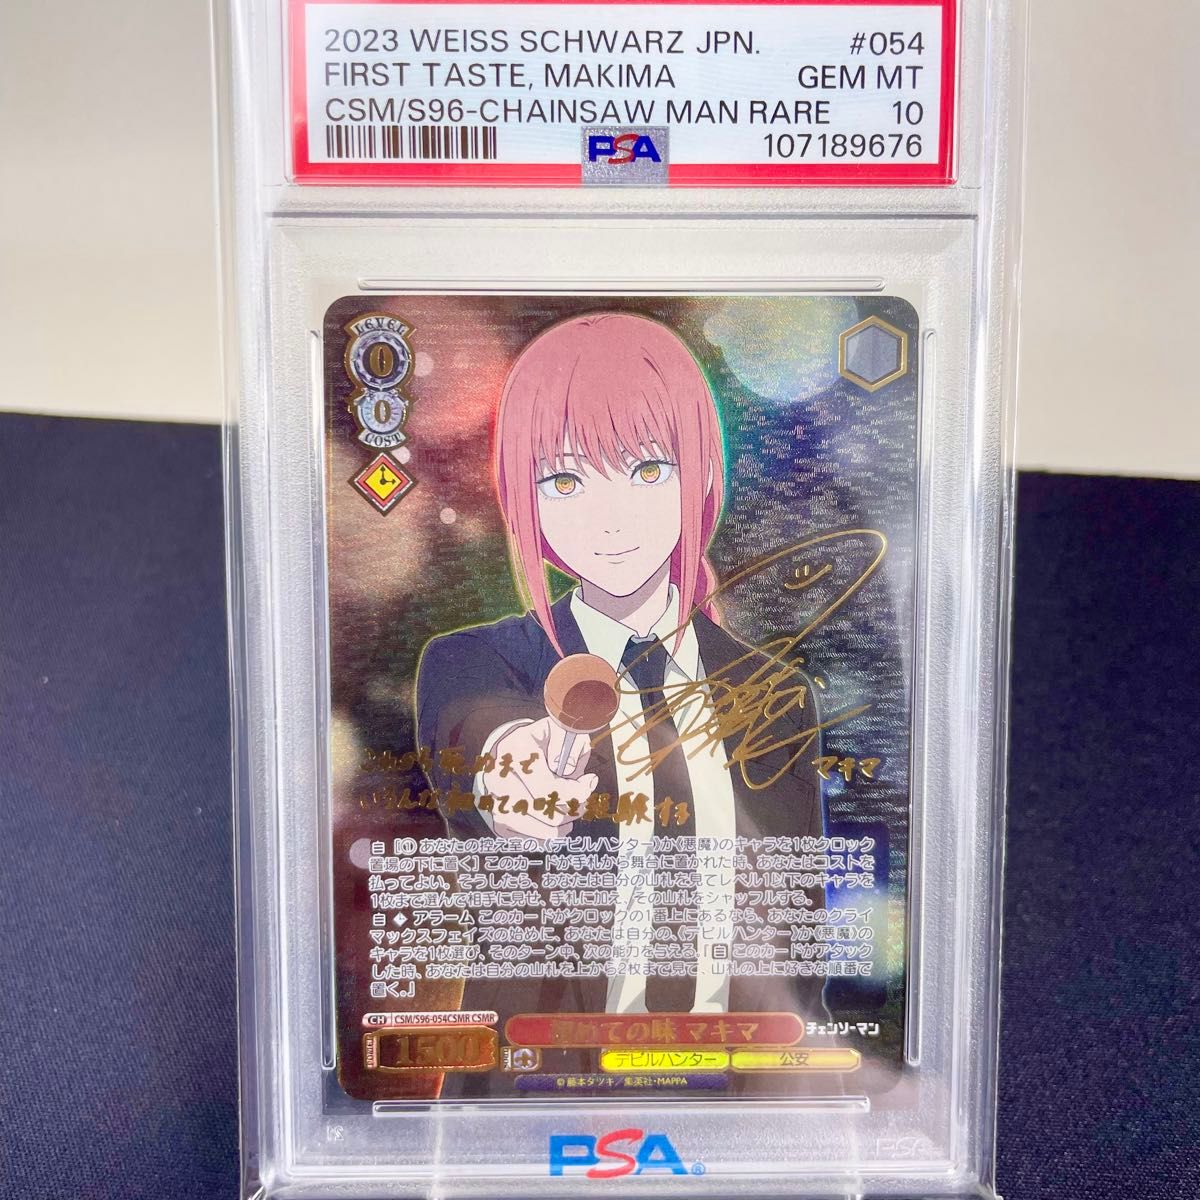 2023 WEISS SCHWARZ JPN. #054
FIRST TASTE, MAKIMA GEM MT
CSM/S96-CHAINSAW MAN RARE 10
PSA 107189676
LEVEL
0
0
COST
マキマ
これから死ぬまで
いろんな初めての味を経験する
自【① あなたの控え室の、《デビルハンター》か《悪魔》のキャラを1枚クロック
置場の下に置く】 このカードが手札から舞台に置かれた時、あなたはコストを
払ってよい。そうしたら、あなたは自分の山札を見てレベル1以下のキャラを
1枚まで選んで相手に見せ、手札に加え、その山札をシャッフルする。
自 アラーム このカードがクロックの1番上にあるなら、あなたのクライ
マックスフェイズの始めに、あなたは自分の、《デビルハンター》か《悪魔》の
キャラを1枚選び、そのターン中、次の能力を与える。「自 このカードがアタック
した時、あなたは自分の山札を上から2枚まで見て、山札の上に好きな順番で
置く。」
CH CSM/S96-054CSMR CSMR
初めての味 マキマ
チェンソーマン
1500
デビルハンター 公安
©藤本タツキ/集英社・MAPPA
PSA®
PSA